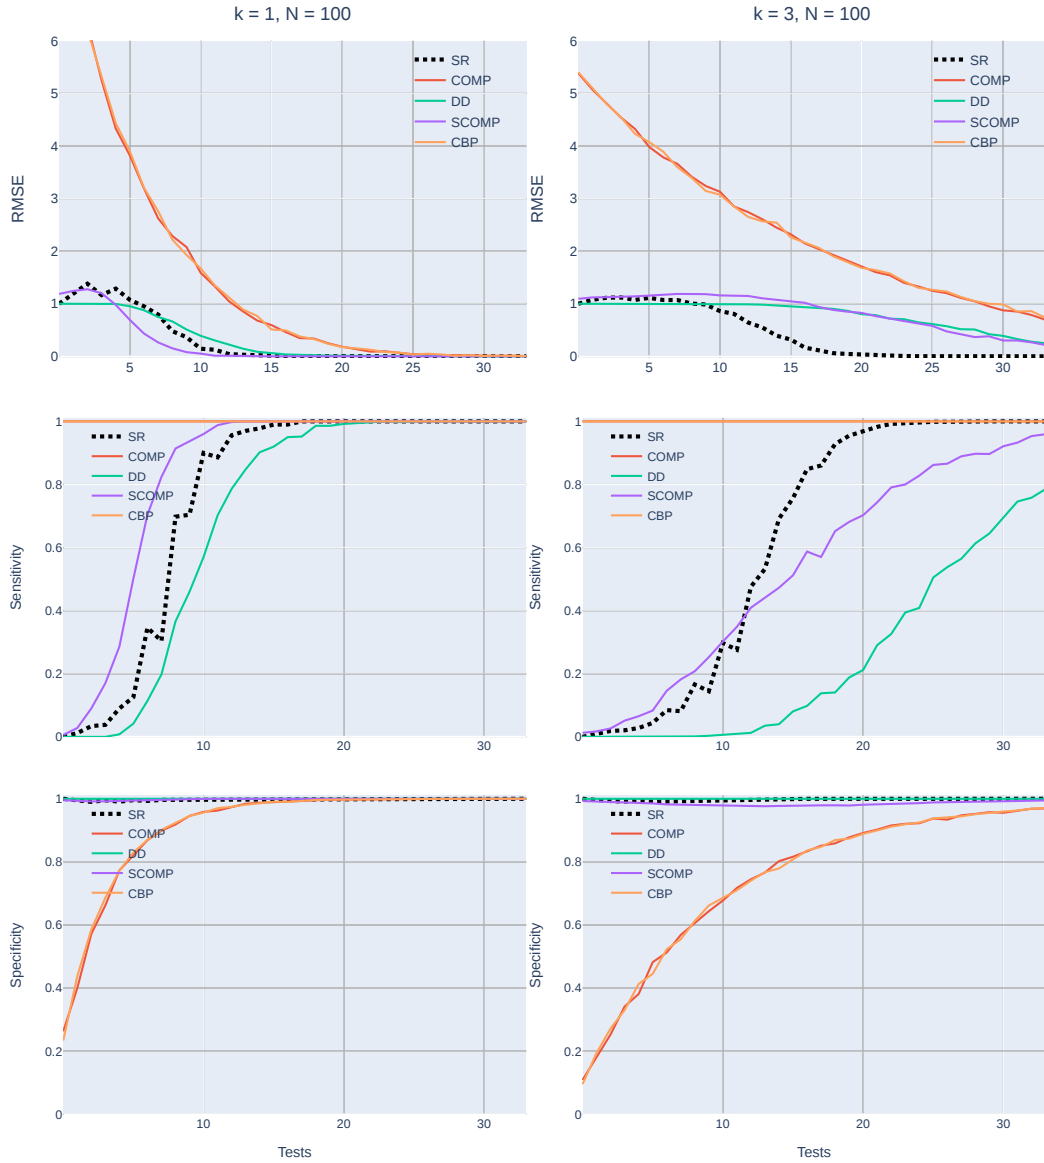 k = 1, N = 100
k = 3, N = 100
6
5
4
3
2
1
0
RMSE
SR
COMP
DD
SCOMP
CBP
5
10
15
20
25
30
6
5
4
3
2
1
0
RMSE
SR
COMP
DD
SCOMP
CBP
5
10
15
20
25
30
1
0.8
0.6
0.4
0.2
0
Sensitivity
SR
COMP
DD
SCOMP
CBP
10
20
30
1
0.8
0.6
0.4
0.2
0
Sensitivity
SR
COMP
DD
SCOMP
CBP
10
20
30
1
0.8
0.6
0.4
0.2
0
Specificity
SR
COMP
DD
SCOMP
CBP
10
20
30
Tests
1
0.8
0.6
0.4
0.2
0
Specificity
SR
COMP
DD
SCOMP
CBP
10
20
30
Tests